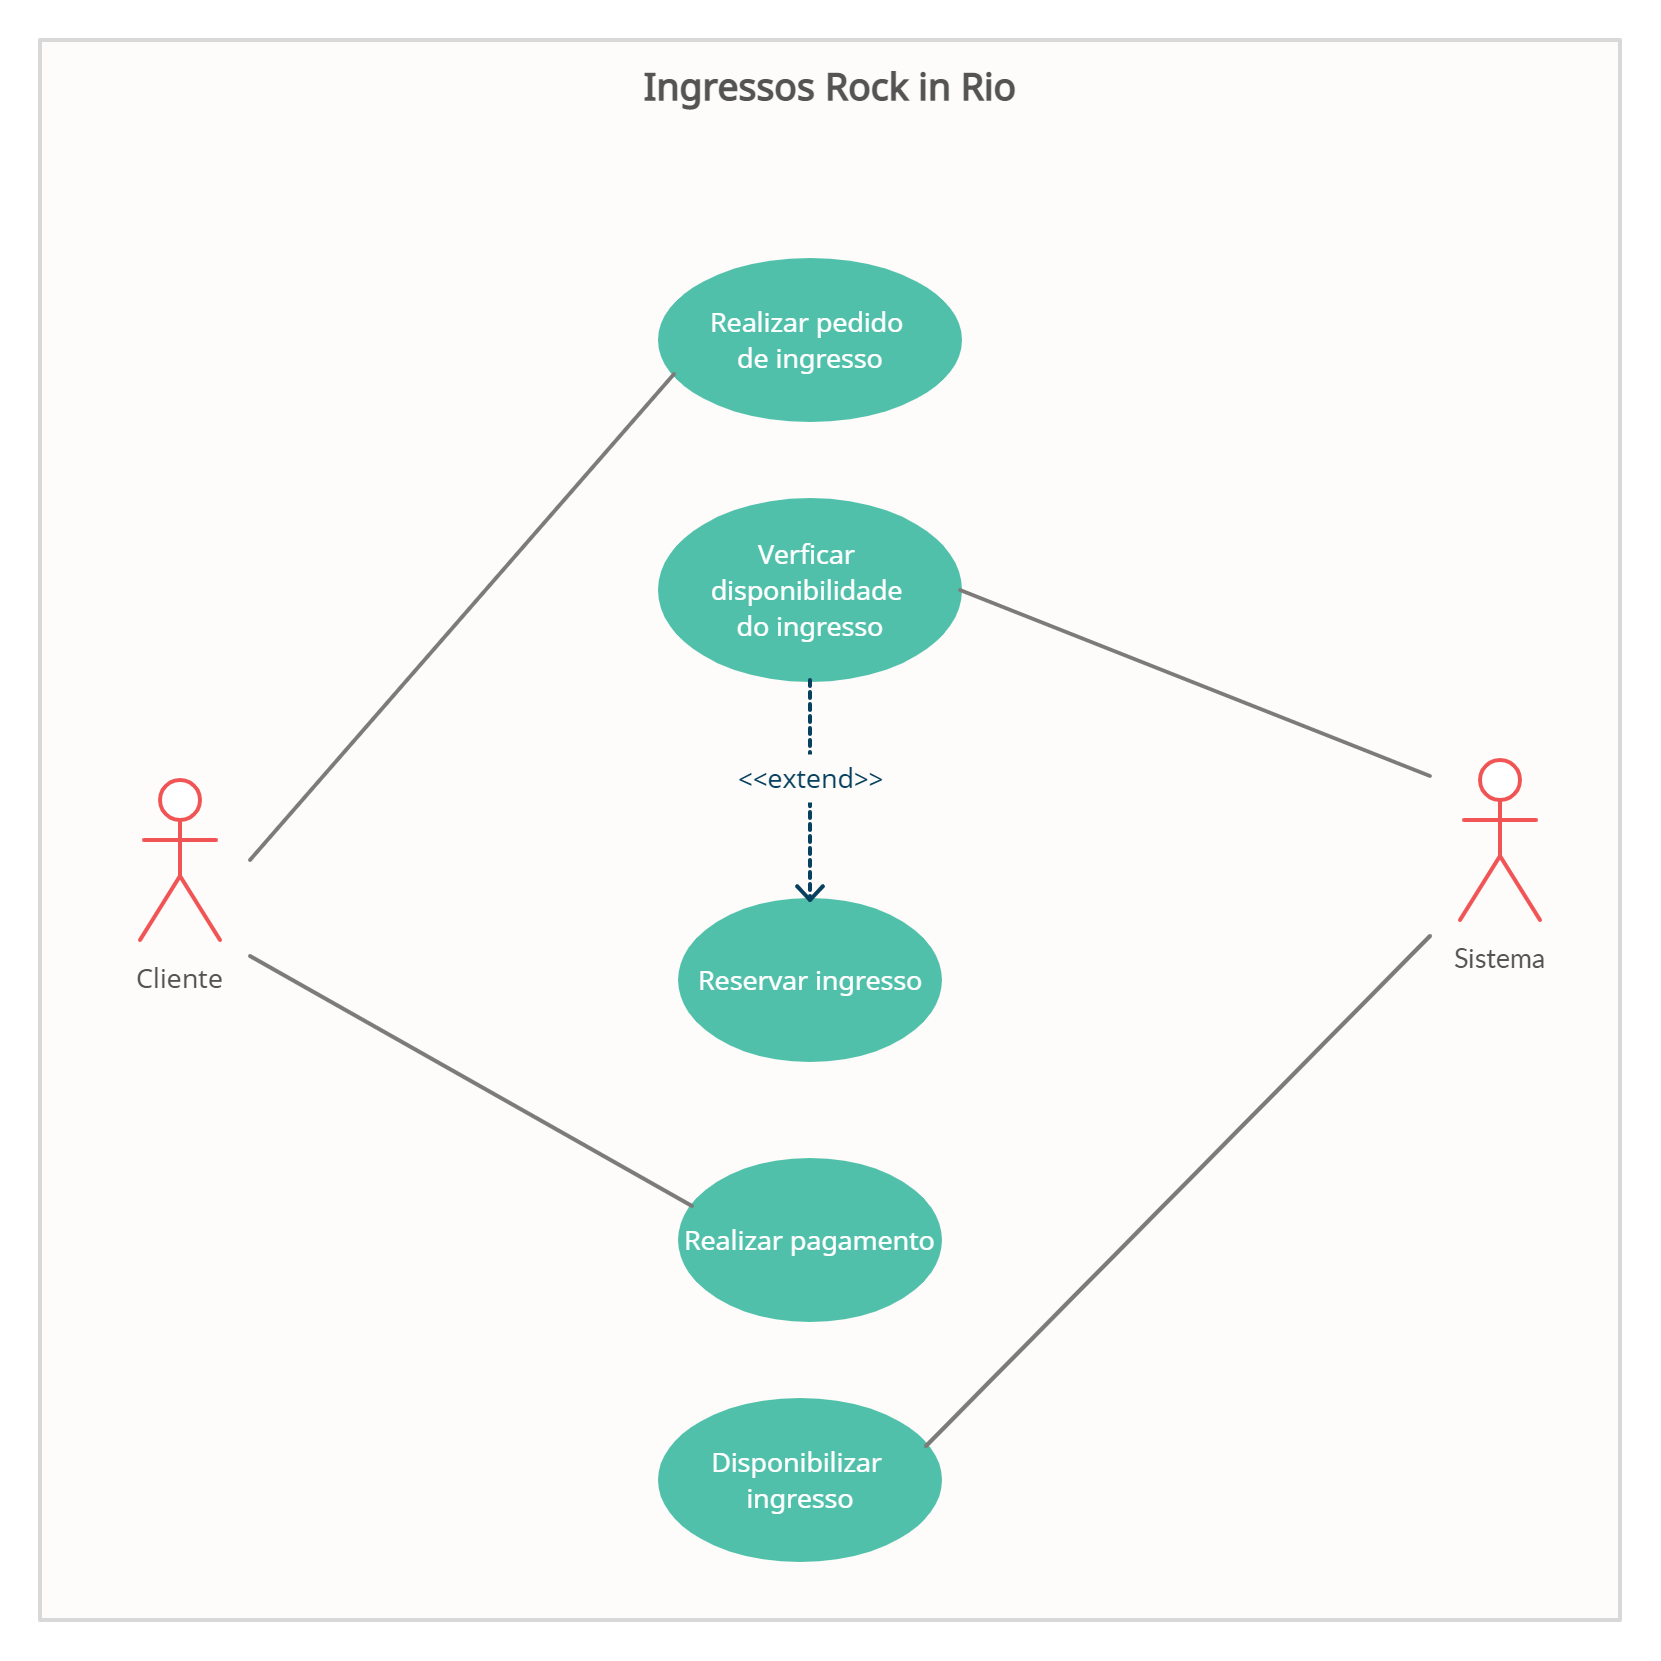 Ingressos Rock in Rio
Realizar pedido
de ingresso
Verficar
disponibilidade
do ingresso
<<extend>>
Cliente
Sistema
Reservar ingresso
Realizar pagamento
Disponibilizar
ingresso